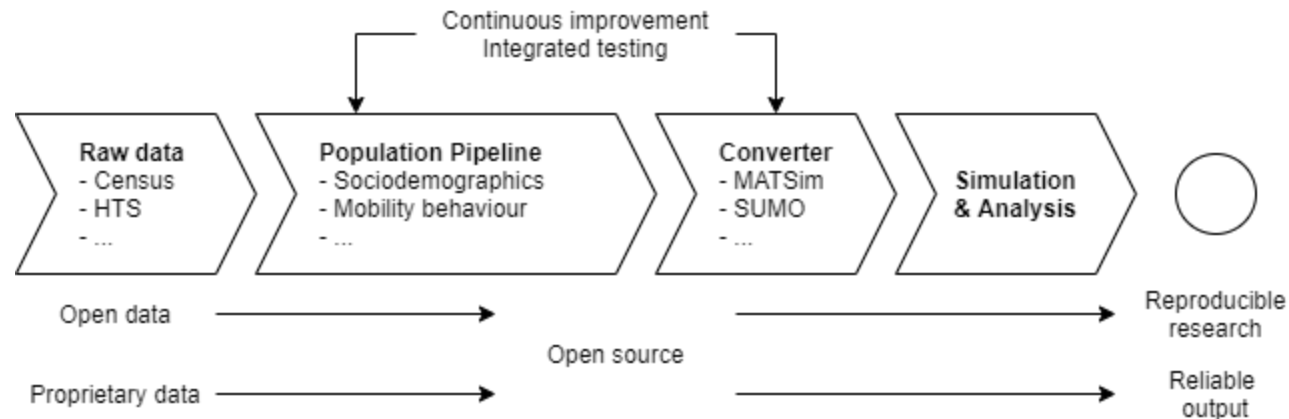 Continuous improvement
Integrated testing
Raw data
- Census
- HTS
- ...
Population Pipeline
- Sociodemographics
- Mobility behaviour
- ...
Converter
- MATSim
- SUMO
- ...
Simulation
& Analysis
Open data
Reproducible
research
Open source
Proprietary data
Reliable
output